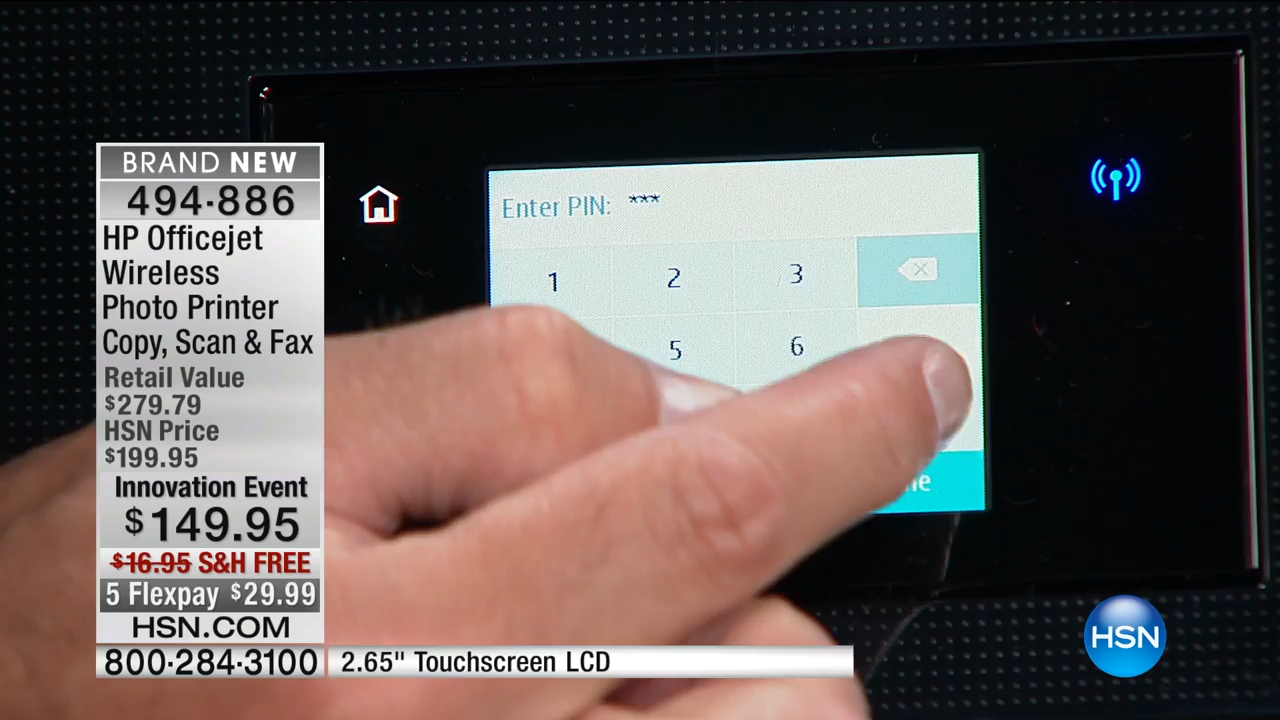 BRAND NEW
494-886
HP Officejet
Wireless
Photo Printer
Copy, Scan & Fax
Retail Value
$279.79
HSN Price
$199.95
Innovation Event
$149.95
$16.95 S&H FREE
5 Flexpay $29.99
HSN.COM
800-284-3100
2.65" Touchscreen LCD
Enter PIN: ***
1 2 3
5 6
HSN